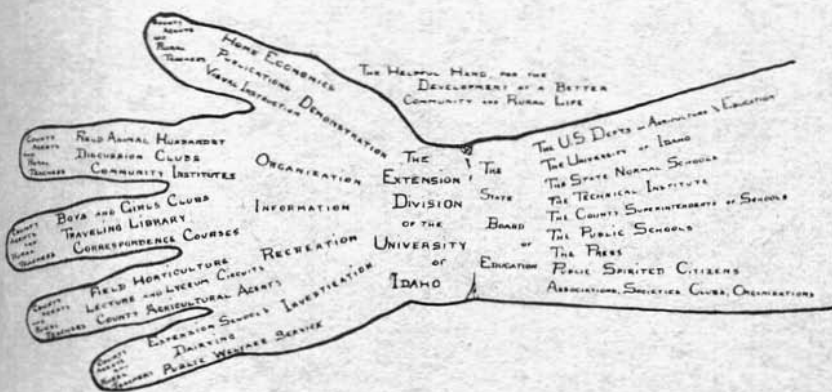 The Helpful Hand, for the
Development of a Better
Community and Rural Life
County
Agents
and
Rural
Teachers
Home Economics
Publications
Visual Instruction
Demonstration
County
Agents
and
Rural
Teachers
Field Animal Husbandry
Discussion Clubs
Community Institutes
Organization
County
Agents
and
Rural
Teachers
Boys and Girls Clubs
Traveling Library
Correspondence Courses
Information
County
Agents
and
Rural
Teachers
Field Horticulture
Lecture and Lyceum Circuits
County Agricultural Agents
Recreation
County
Agents
and
Rural
Teachers
Extension Schools
Dairying
Public Welfare Service
Investigation
The
Extension
Division
of the
University
of
Idaho
The
State
Board
of
Education
The U.S. Depts of Agriculture & Education
The University of Idaho
The State Normal Schools
The Technical Institute
The County Superintendents of Schools
The Public Schools
The Press
Public Spirited Citizens
Associations, Societies, Clubs, Organizations